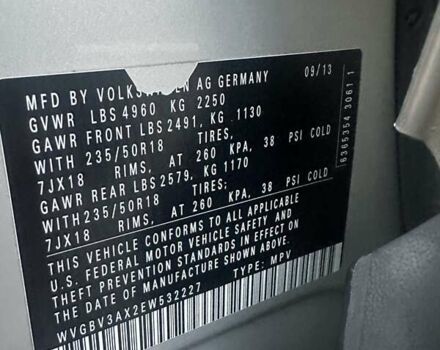 MFD BY VOLKSWAGEN AG GERMANY 09/13
GVWR LBS 4960 KG 2250
GAWR FRONT LBS 2491, KG 1130
WITH 235/50R18 TIRES,
7JX18 RIMS, AT 260 KPA, 38 PSI COLD
GAWR REAR LBS 2579, KG 1170
WITH 235/50R18 TIRES;
7JX18 RIMS, AT 260 KPA, 38 PSI COLD
THIS VEHICLE CONFORMS TO ALL APPLICABLE
U.S. FEDERAL MOTOR VEHICLE SAFETY AND
THEFT PREVENTION STANDARDS IN EFFECT ON
THE DATE OF MANUFACTURE SHOWN ABOVE
WVGBV3AX2EW532227 TYPE: MPV
6365354 3061 1